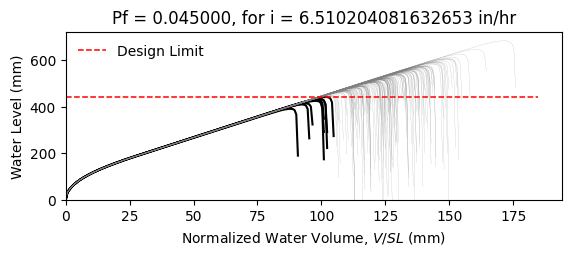 Pf = 0.045000, for i = 6.510204081632653 in/hr
Design Limit
Water Level (mm)
600
400
200
0
0 25 50 75 100 125 150 175
Normalized Water Volume, V/SL (mm)